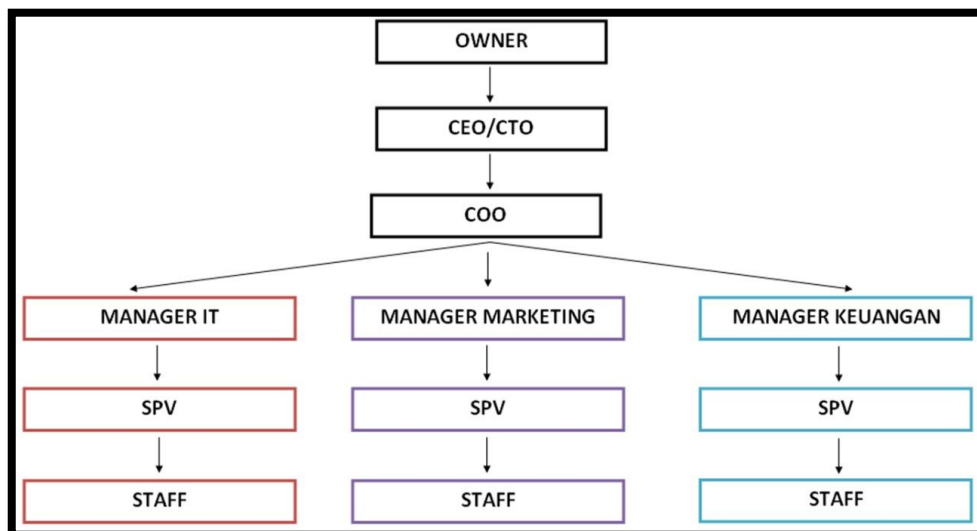 OWNER
CEO/CTO
COO
MANAGER IT
MANAGER MARKETING
MANAGER KEUANGAN
SPV
SPV
SPV
STAFF
STAFF
STAFF